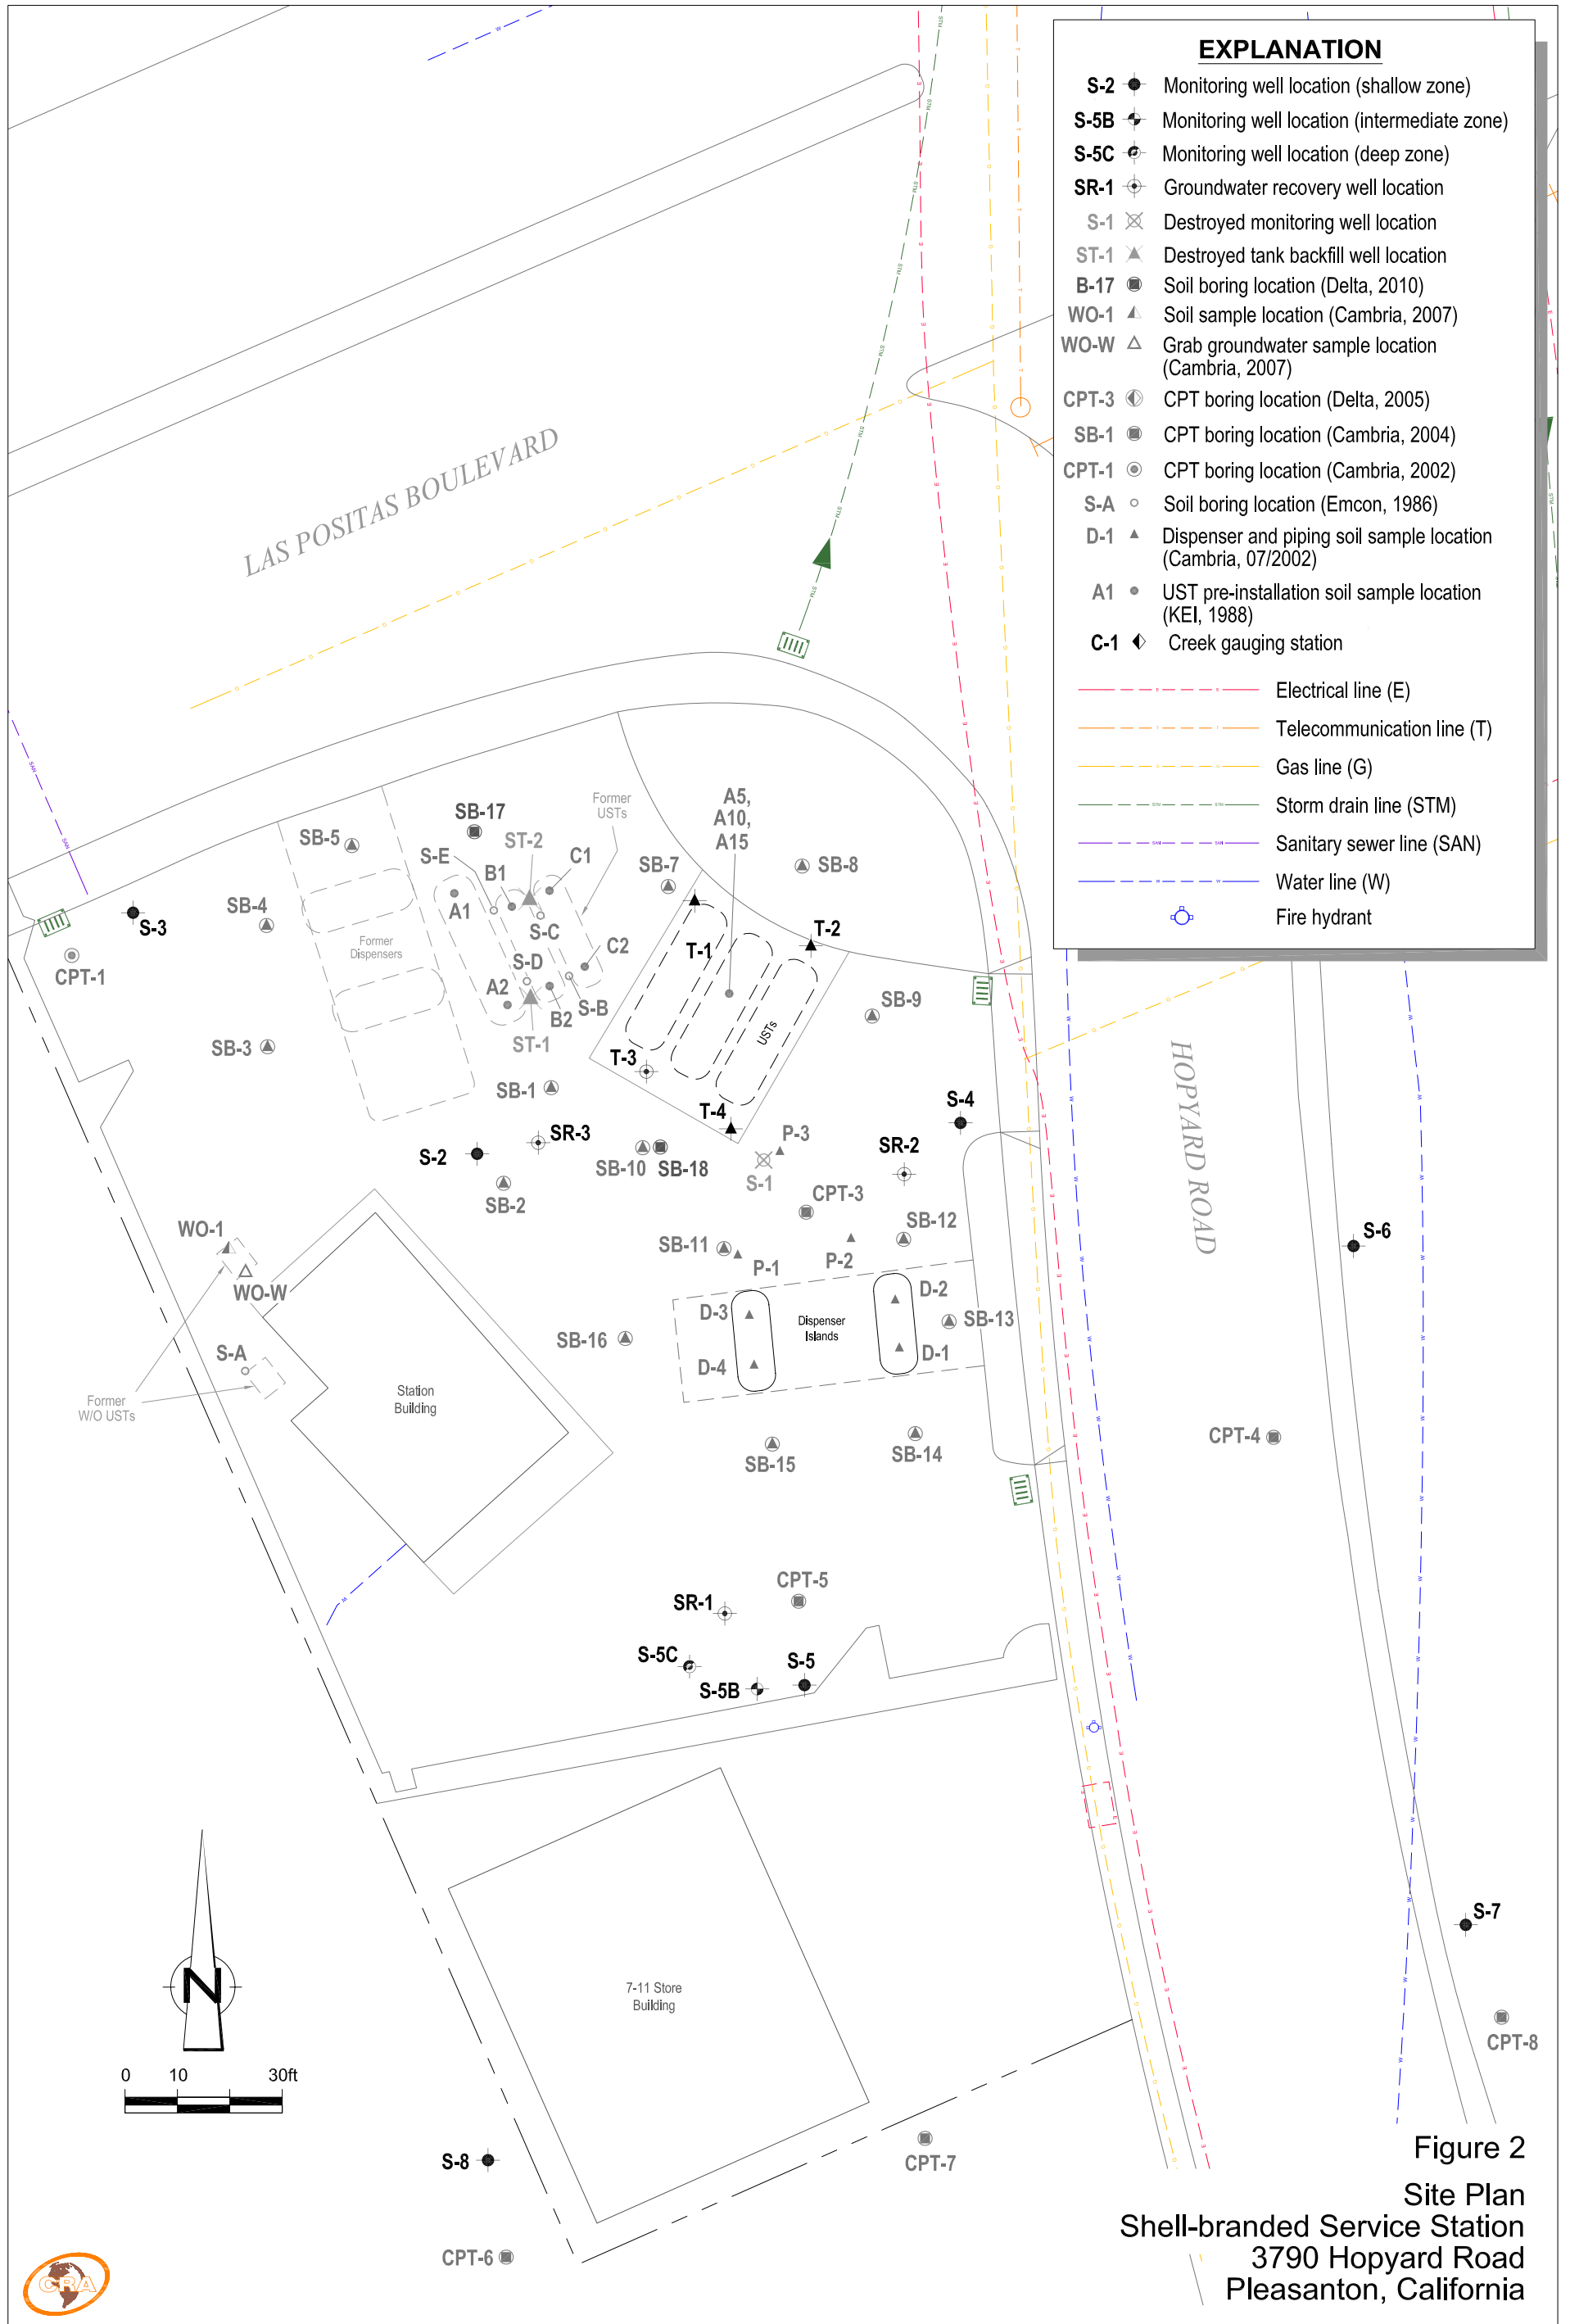 EXPLANATION
S-2 Monitoring well location (shallow zone)
S-5B Monitoring well location (intermediate zone)
S-5C Monitoring well location (deep zone)
SR-1 Groundwater recovery well location
S-1 Destroyed monitoring well location
ST-1 Destroyed tank backfill well location
B-17 Soil boring location (Delta, 2010)
WO-1 Soil sample location (Cambria, 2007)
WO-W Grab groundwater sample location
(Cambria, 2007)
CPT-3 CPT boring location (Delta, 2005)
SB-1 CPT boring location (Cambria, 2004)
CPT-1 CPT boring location (Cambria, 2002)
S-A Soil boring location (Emcon, 1986)
D-1 Dispenser and piping soil sample location
(Cambria, 07/2002)
A1 UST pre-installation soil sample location
(KEI, 1988)
C-1 Creek gauging station
Electrical line (E)
Telecommunication line (T)
Gas line (G)
Storm drain line (STM)
Sanitary sewer line (SAN)
Water line (W)
Fire hydrant
LAS POSITAS BOULEVARD
HOPYARD ROAD
SB-17
Former
USTs
A5,
A10,
A15
SB-5
ST-2
S-E
B1
C1
SB-7
SB-8
A1
SB-4
S-3
S-C
T-1
T-2
Former
Dispensers
C2
S-D
CPT-1
A2
S-B
B2
SB-9
USTs
ST-1
SB-3
T-3
SB-1
S-4
T-4
SR-3
P-3
S-2
SB-10
SB-18
SR-2
S-1
SB-2
CPT-3
WO-1
SB-12
S-6
SB-11
P-1
P-2
WO-W
D-2
D-3
Dispenser
Islands
SB-13
SB-16
S-A
D-1
D-4
Former
W/O USTs
Station
Building
CPT-4
SB-15
SB-14
CPT-5
SR-1
S-5C
S-5
S-5B
S-7
7-11 Store
Building
N
CPT-8
0 10 30ft
S-8
CPT-7
CPT-6
CRA
Figure 2
Site Plan
Shell-branded Service Station
3790 Hopyard Road
Pleasanton, California